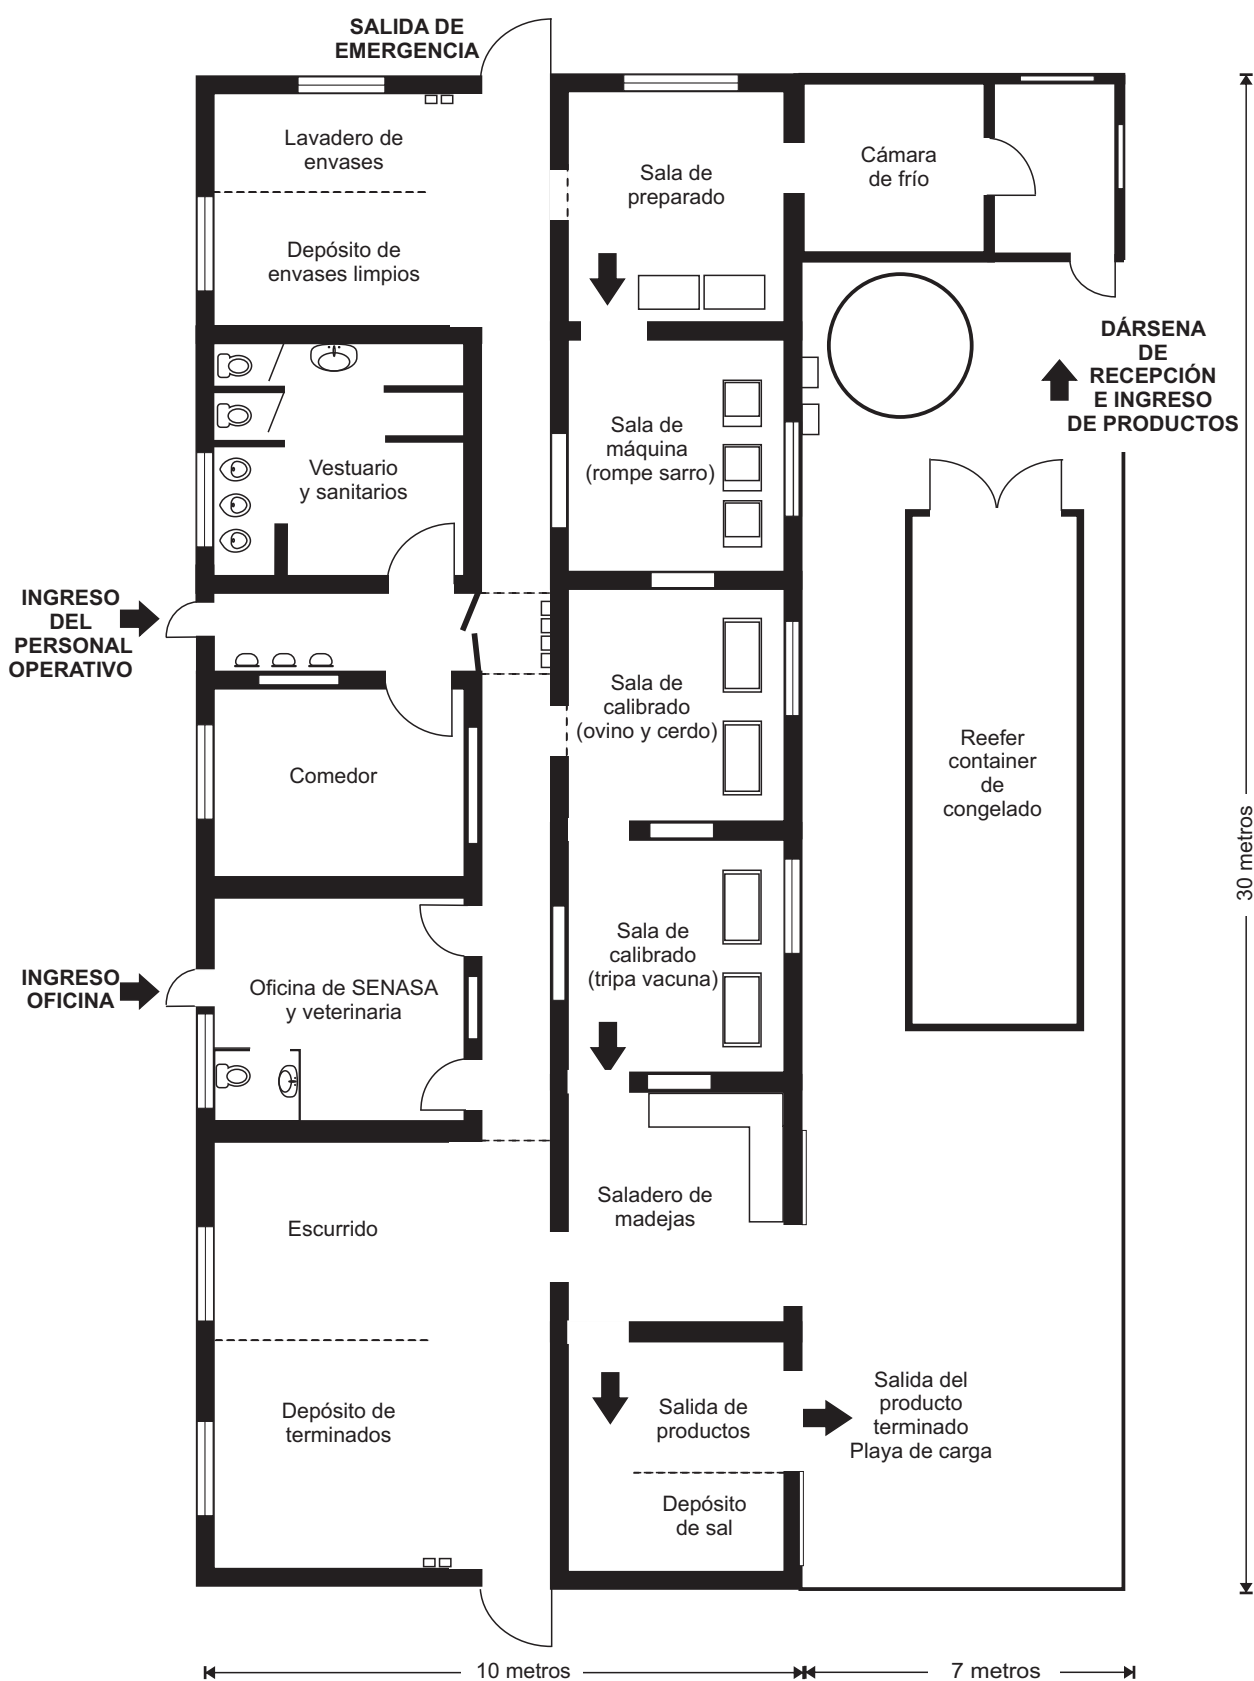 SALIDA DE
EMERGENCIA
Lavadero de
envases
Sala de
preparado
Cámara
de frío
Depósito de
envases limpios
DÁRSENA
DE
RECEPCIÓN
E INGRESO
DE PRODUCTOS
Sala de
máquina
(rompe sarro)
Vestuario
y sanitarios
INGRESO
DEL
PERSONAL
OPERATIVO
Sala de
calibrado
(ovino y cerdo)
Comedor
Reefer
container
de
congelado
30 metros
Sala de
calibrado
(tripa vacuna)
INGRESO
OFICINA
Oficina de SENASA
y veterinaria
Saladero de
madejas
Escurrido
Depósito de
terminados
Salida de
productos
Salida del
producto
terminado
Playa de carga
Depósito
de sal
10 metros
7 metros